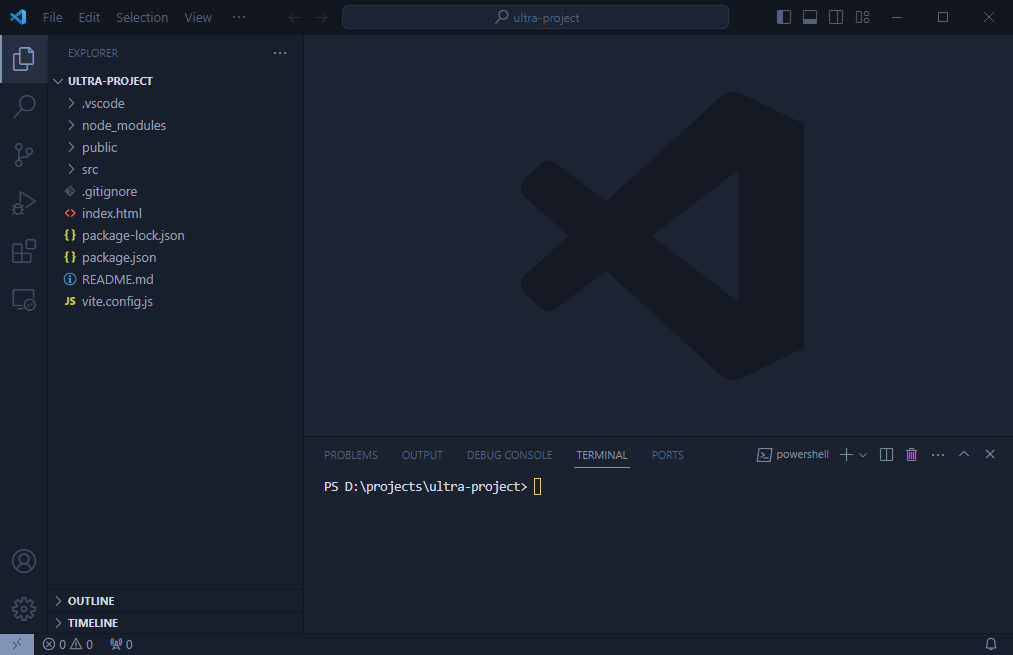 File Edit Selection View ···
ultra-project
EXPLORER
ULTRA-PROJECT
.vscode
node_modules
public
src
.gitignore
index.html
{} package-lock.json
{} package.json
README.md
JS vite.config.js
OUTLINE
TIMELINE
PROBLEMS OUTPUT DEBUG CONSOLE TERMINAL PORTS
powershell
PS D:\projects\ultra-project>
0 0 0